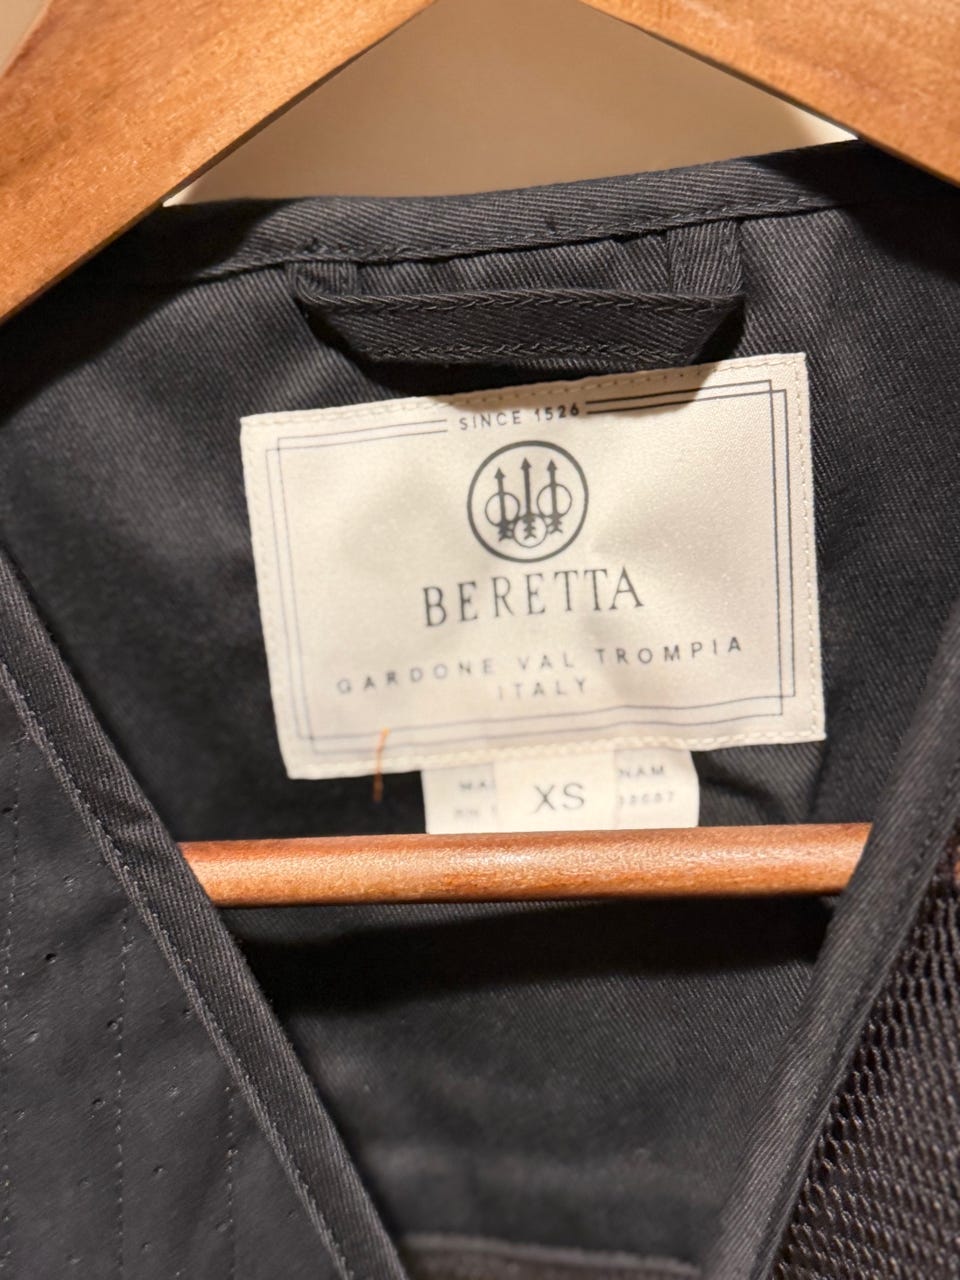 SINCE 1526
BERETTA
GARDONE VAL TROMPIA
ITALY
XS